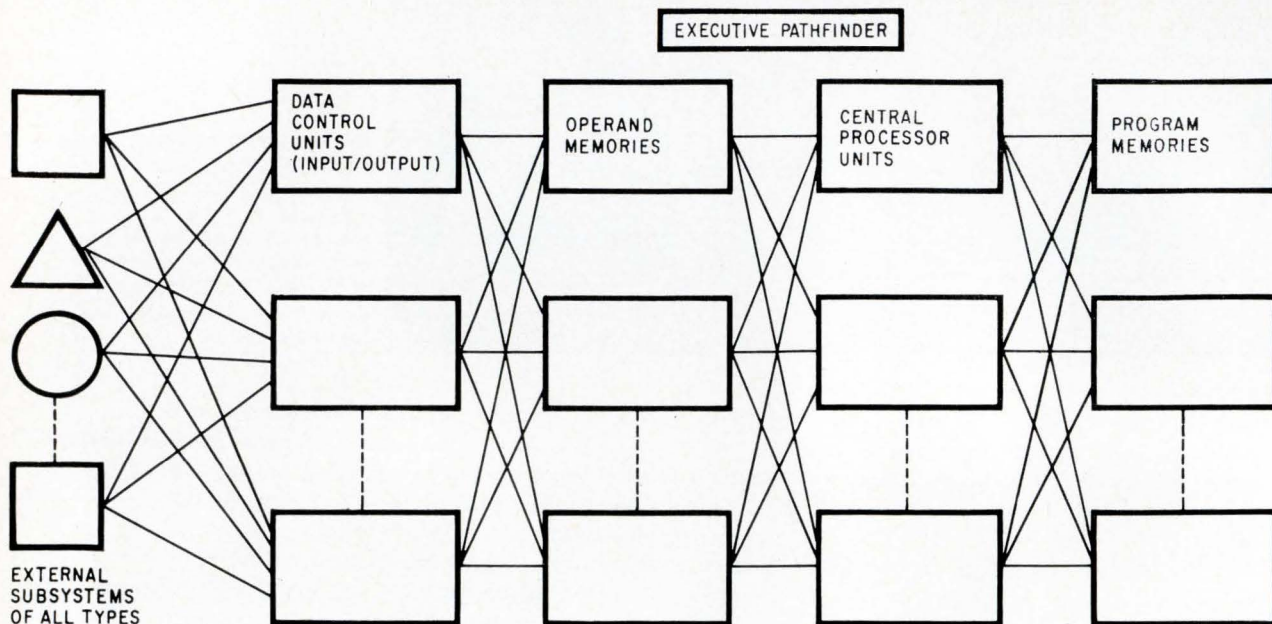 EXECUTIVE PATHFINDER
DATA
CONTROL
UNITS
(INPUT/OUTPUT)
OPERAND
MEMORIES
CENTRAL
PROCESSOR
UNITS
PROGRAM
MEMORIES
EXTERNAL
SUBSYSTEMS
OF ALL TYPES